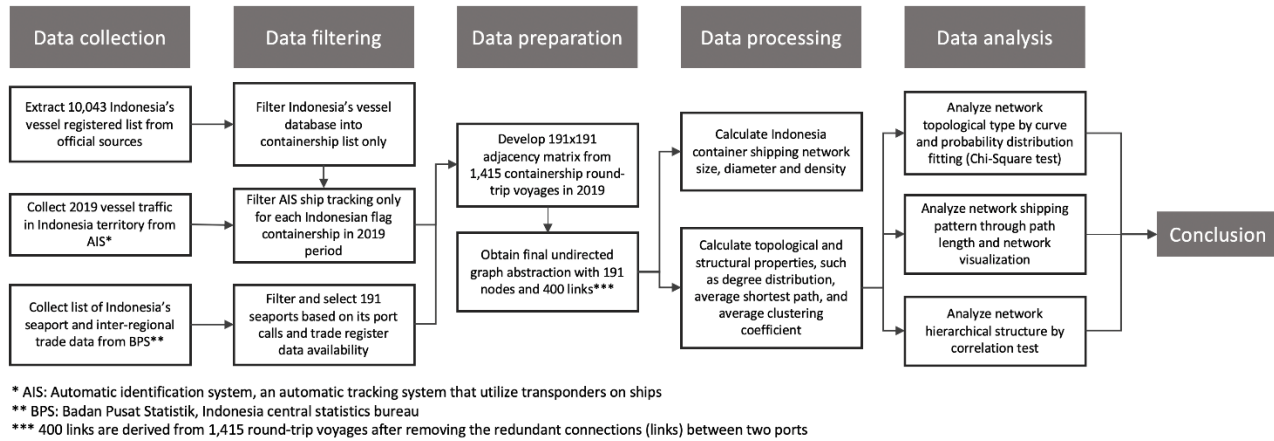 Data collection
Data filtering
Data preparation
Data processing
Data analysis
Extract 10,043 Indonesia's
vessel registered list from
official sources
Collect 2019 vessel traffic
in Indonesia territory from
AIS*
Collect list of Indonesia's
seaport and inter-regional
trade data from BPS**
Filter Indonesia's vessel
database into
containership list only
Filter AIS ship tracking only
for each Indonesian flag
containership in 2019
period
Filter and select 191
seaports based on its port
calls and trade register
data availability
Develop 191x191
adjacency matrix from
1,415 containership round-
trip voyages in 2019
Obtain final undirected
graph abstraction with 191
nodes and 400 links***
Calculate Indonesia
container shipping network
size, diameter and density
Calculate topological and
structural properties, such
as degree distribution,
average shortest path, and
average clustering
coefficient
Analyze network
topological type by curve
and probability distribution
fitting (Chi-Square test)
Analyze network shipping
pattern through path
length and network
visualization
Analyze network
hierarchical structure by
correlation test
Conclusion
* AIS: Automatic identification system, an automatic tracking system that utilize transponders on ships
** BPS: Badan Pusat Statistik, Indonesia central statistics bureau
*** 400 links are derived from 1,415 round-trip voyages after removing the redundant connections (links) between two ports